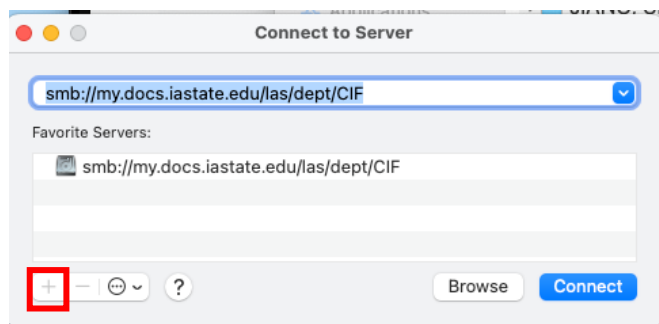 Connect to Server
smb://my.docs.iastate.edu/las/dept/CIF
Favorite Servers:
smb://my.docs.iastate.edu/las/dept/CIF
?
Browse
Connect